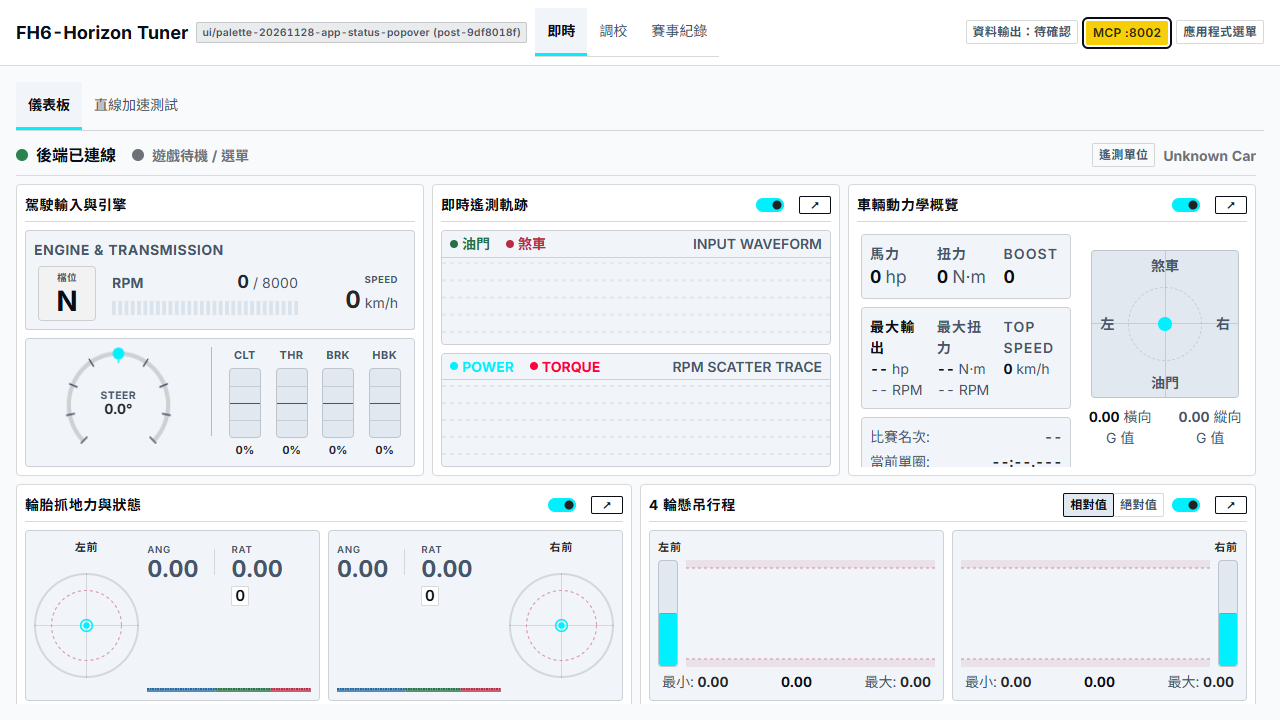 FH6-Horizon Tuner
ui/palette-20261128-app-status-popover (post-9df8018f)
即時 調校 賽事紀錄
資料輸出：待確認
MCP :8002
應用程式選單
儀表板 直線加速測試
後端已連線 遊戲待機 / 選單
遙測單位 Unknown Car
駕駛輸入與引擎
ENGINE & TRANSMISSION
檔位
N
RPM 0 / 8000
SPEED
0 km/h
STEER
0.0°
CLT THR BRK HBK
0% 0% 0% 0%
即時遙測軌跡
↗
油門 煞車 INPUT WAVEFORM
POWER TORQUE RPM SCATTER TRACE
車輛動力學概覽
↗
馬力 扭力 BOOST
0 hp 0 N·m 0
最大輸出 最大扭力 TOP SPEED
-- hp -- N·m 0 km/h
-- RPM -- RPM
比賽名次: --
當前單圈: --:--.---
煞車
左 右
油門
0.00 橫向 G 值
0.00 縱向 G 值
輪胎抓地力與狀態
↗
左前
ANG RAT
0.00 0.00
0
ANG RAT
0.00 0.00
0
右前
4 輪懸吊行程
相對值 絕對值
↗
左前
最小: 0.00 0.00 最大: 0.00
右前
最小: 0.00 0.00 最大: 0.00